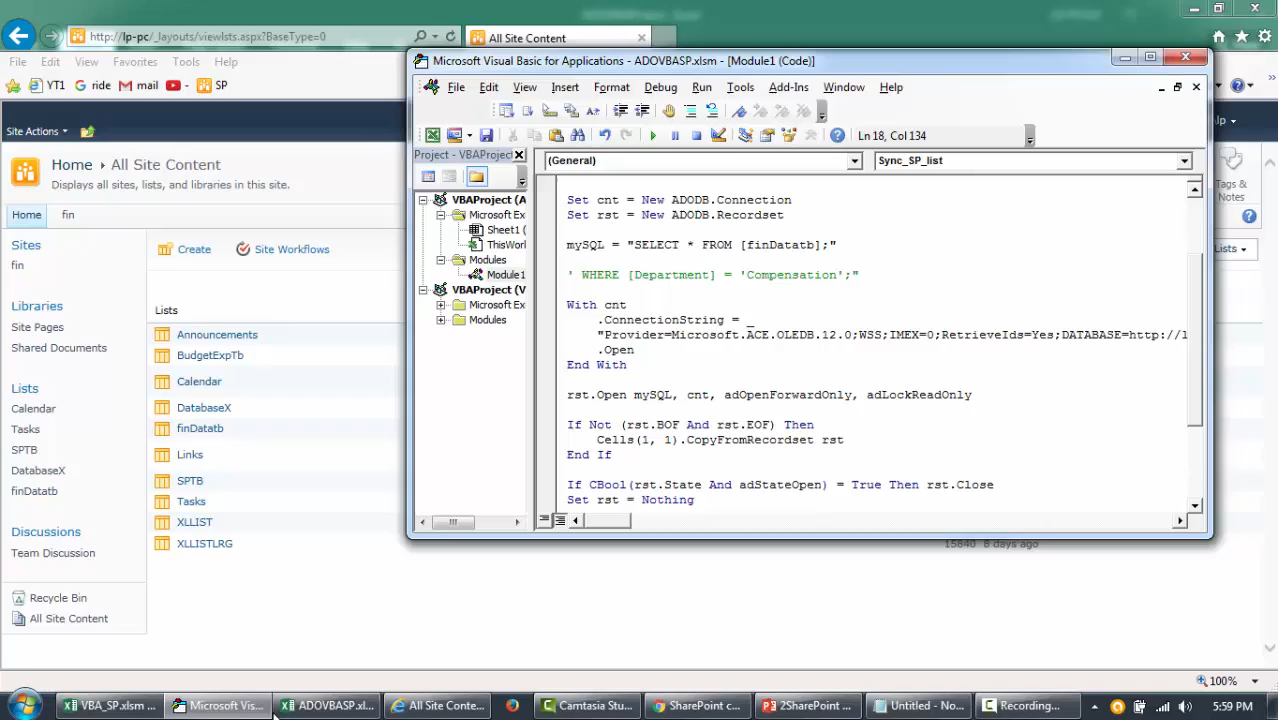 http://lp-pc/_layouts/viewlsts.aspx?BaseType=0
All Site Content
File Edit View Favorites Tools Help
YT1 ride mail SP
Site Actions
Home All Site Content
Displays all sites, lists, and libraries in this site.
Home fin
Sites
fin
Libraries
Site Pages
Shared Documents
Lists
Calendar
Tasks
SPTB
DatabaseX
finDatatb
Discussions
Team Discussion
Recycle Bin
All Site Content
Create Site Workflows
Lists
Announcements
BudgetExpTb
Calendar
DatabaseX
finDatatb
Links
SPTB
Tasks
XLLIST
XLLISTLRG
15840 8 days ago
Tags &
Notes
Lists
100%
Microsoft Visual Basic for Applications - ADOVBASP.xlsm - [Module1 (Code)]
File Edit View Insert Format Debug Run Tools Add-Ins Window Help
Ln 18, Col 134
Project - VBAProject
VBAProject (A
Microsoft Ex
Sheet1 (
ThisWorl
Modules
Module1
VBAProject (V
Microsoft Ex
Modules
(General) Sync_SP_list
Set cnt = New ADODB.Connection
Set rst = New ADODB.Recordset
mySQL = "SELECT * FROM [finDatatb];"
' WHERE [Department] = 'Compensation';"
With cnt
.ConnectionString = _
"Provider=Microsoft.ACE.OLEDB.12.0;WSS;IMEX=0;RetrieveIds=Yes;DATABASE=http://l
.Open
End With
rst.Open mySQL, cnt, adOpenForwardOnly, adLockReadOnly
If Not (rst.BOF And rst.EOF) Then
Cells(1, 1).CopyFromRecordset rst
End If
If CBool(rst.State And adStateOpen) = True Then rst.Close
Set rst = Nothing
VBA_SP.xlsm ... Microsoft Vis... ADOVBASP.xl... All Site Conte... Camtasia Stu... SharePoint c... 2SharePoint ... Untitled - No... Recording... 5:59 PM